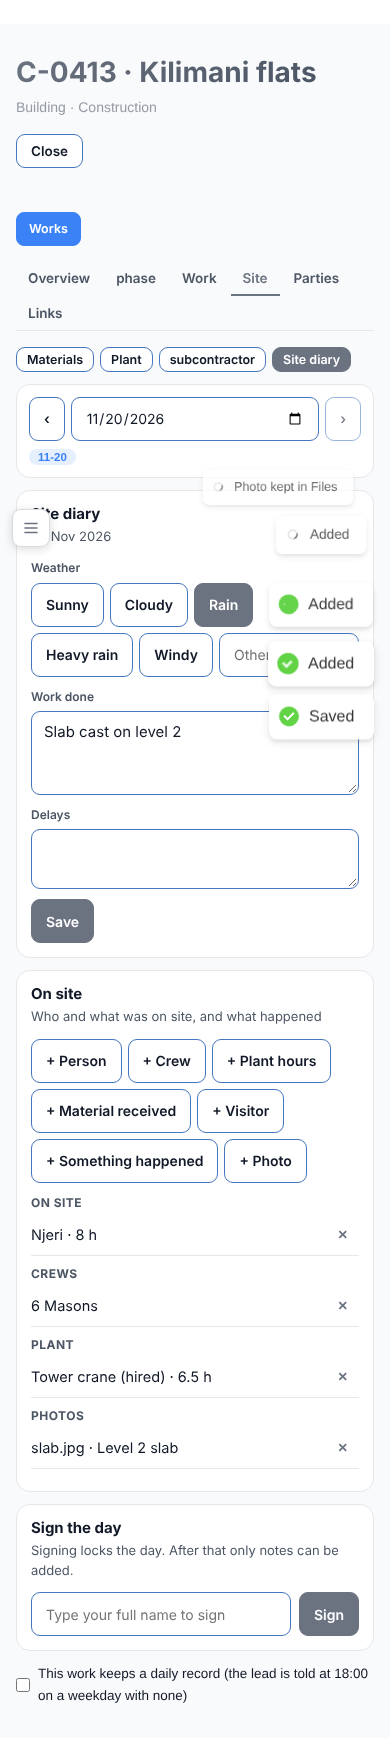 C-0413 · Kilimani flats
Building · Construction
Close
Works
Overview phase Work Site Parties
Links
Materials Plant subcontractor Site diary
‹ 11/20/2026 ›
11-20
Photo kept in Files
Site diary
Nov 2026
Added
Weather
Sunny Cloudy Rain
Added
Heavy rain Windy Other
Added
Work done
Saved
Slab cast on level 2
Delays
Save
On site
Who and what was on site, and what happened
+ Person + Crew + Plant hours
+ Material received + Visitor
+ Something happened + Photo
ON SITE
Njeri · 8 h ×
CREWS
6 Masons ×
PLANT
Tower crane (hired) · 6.5 h ×
PHOTOS
slab.jpg · Level 2 slab ×
Sign the day
Signing locks the day. After that only notes can be
added.
Type your full name to sign Sign
This work keeps a daily record (the lead is told at 18:00
on a weekday with none)